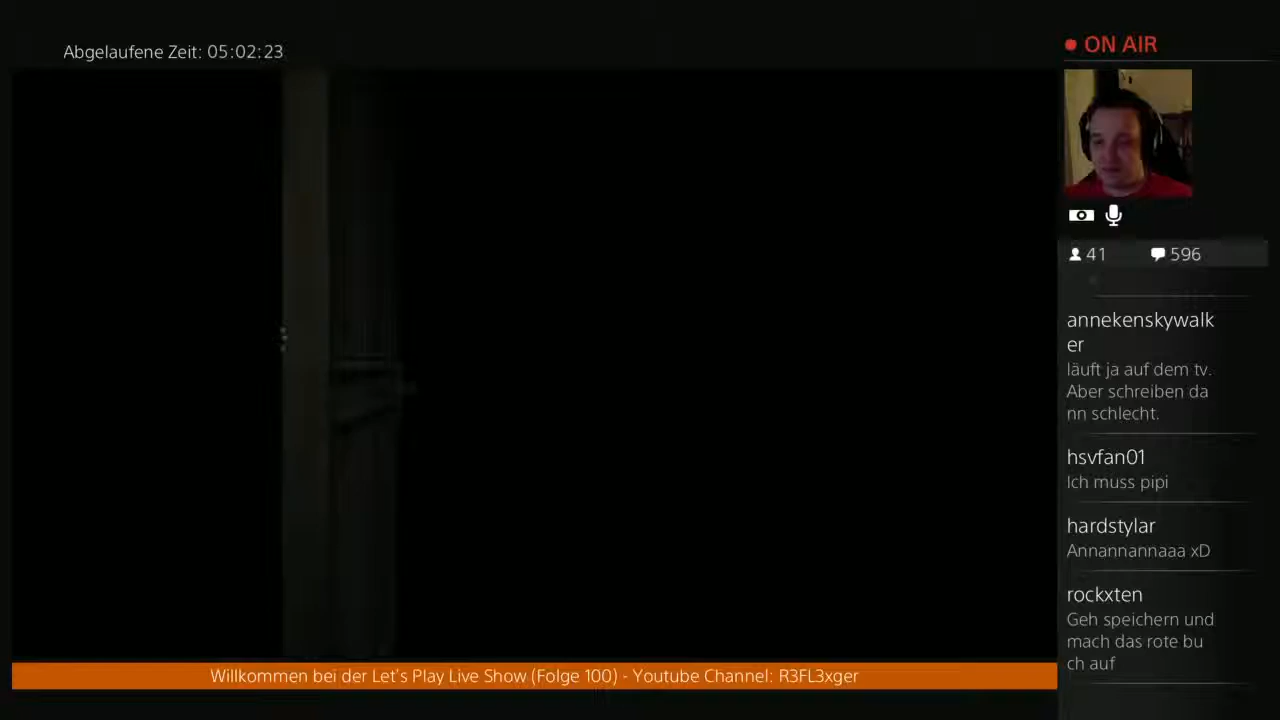 Abgelaufene Zeit: 05:02:23
ON AIR
41 596
annekenskywalk
er
läuft ja auf dem tv.
Aber schreiben da
nn schlecht.
hsvfan01
Ich muss pipi
hardstylar
Annannannaaa xD
rockxten
Geh speichern und
mach das rote bu
ch auf
Willkommen bei der Let's Play Live Show (Folge 100) - Youtube Channel: R3FL3xger